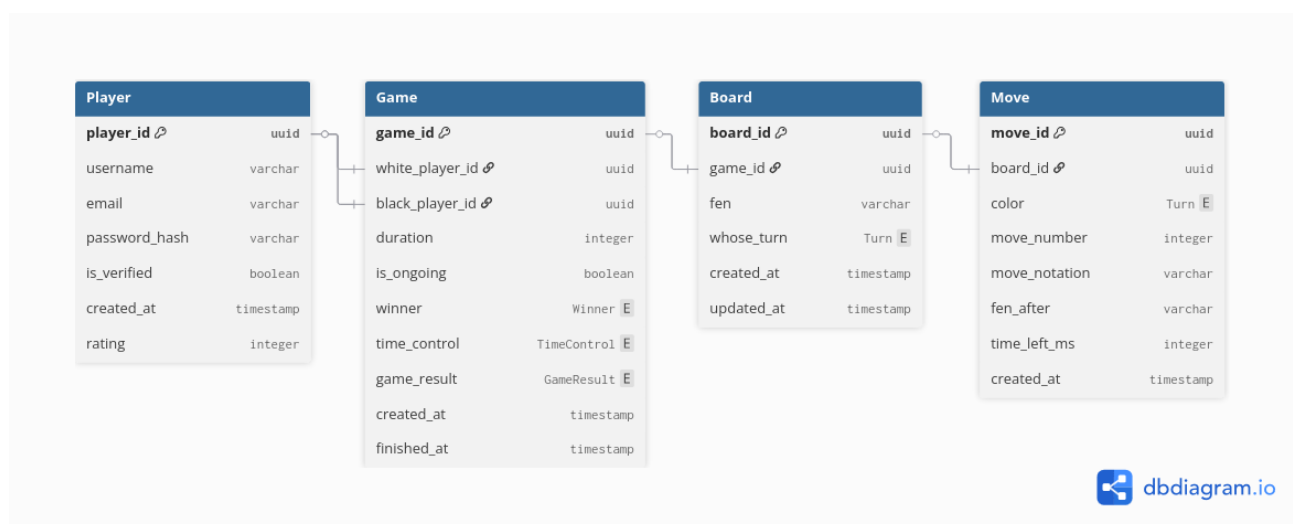 Player
player_id uuid
username varchar
email varchar
password_hash varchar
is_verified boolean
created_at timestamp
rating integer
Game
game_id uuid
white_player_id uuid
black_player_id uuid
duration integer
is_ongoing boolean
winner Winner E
time_control TimeControl E
game_result GameResult E
created_at timestamp
finished_at timestamp
Board
board_id uuid
game_id uuid
fen varchar
whose_turn Turn E
created_at timestamp
updated_at timestamp
Move
move_id uuid
board_id uuid
color Turn E
move_number integer
move_notation varchar
fen_after varchar
time_left_ms integer
created_at timestamp
dbdiagram.io